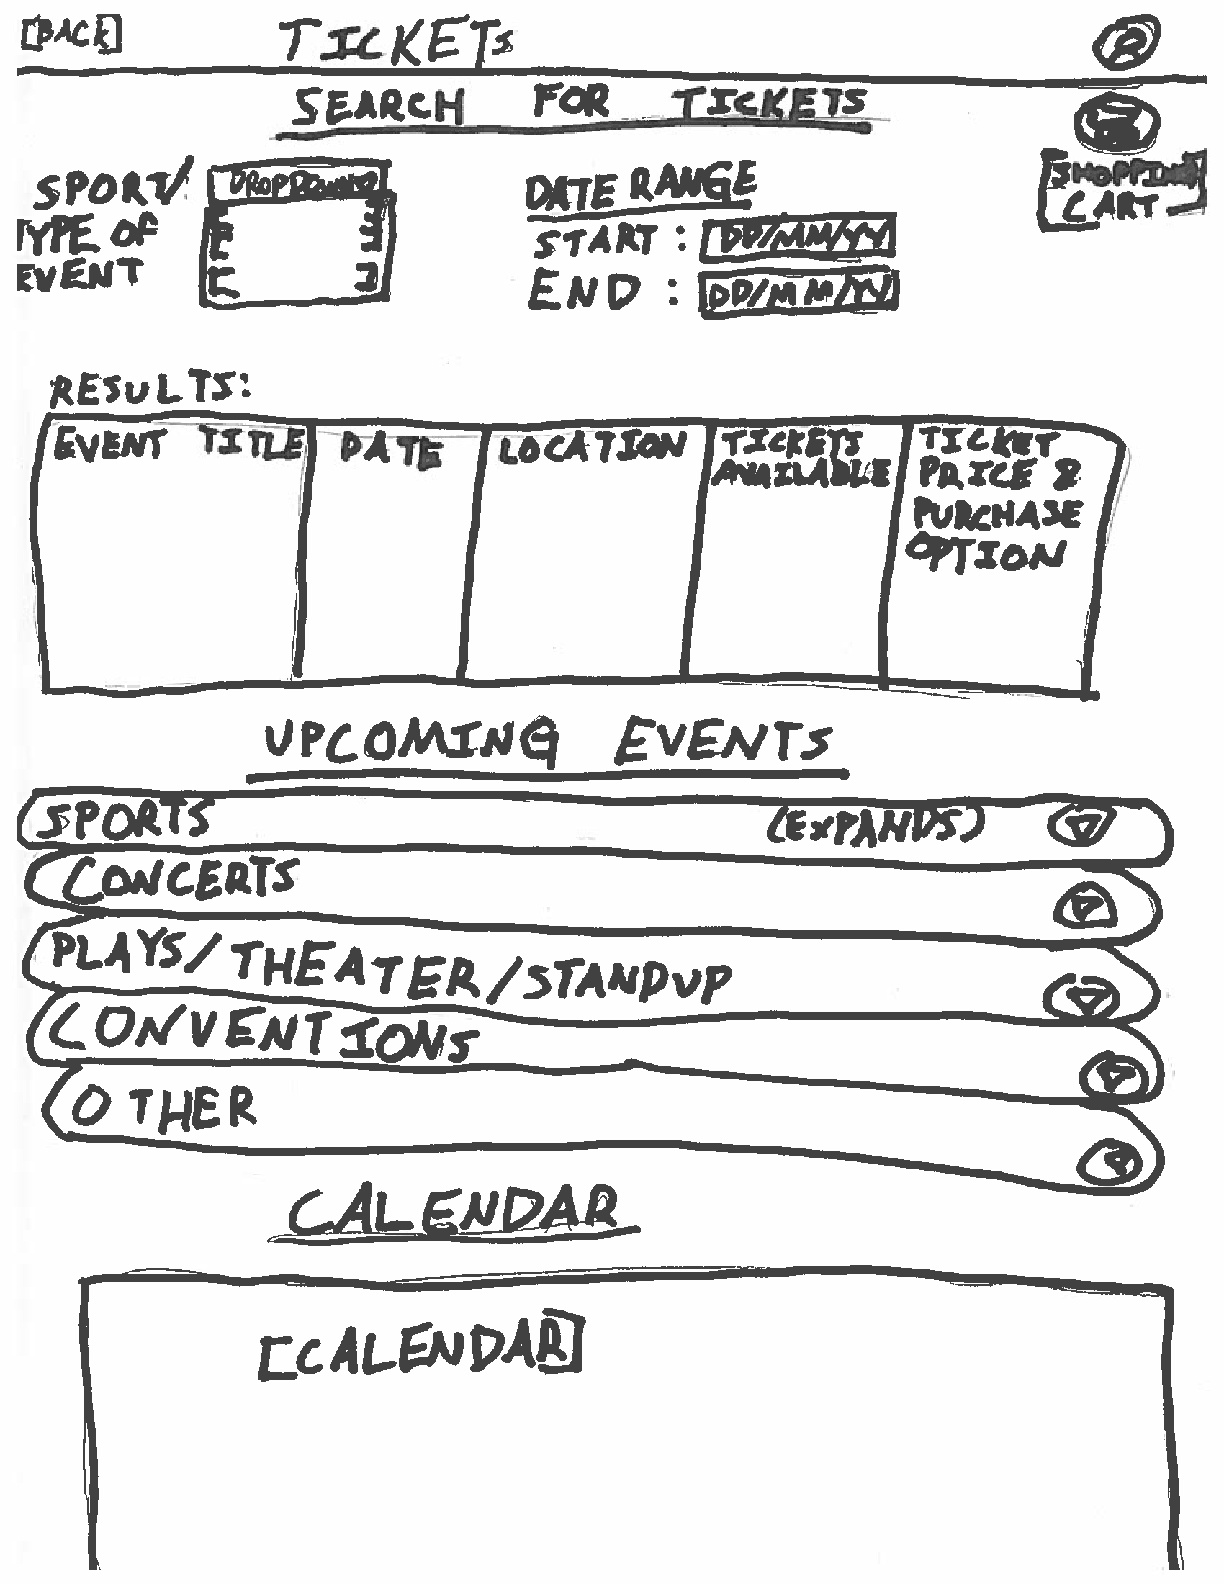 [BACK] TICKETS
SEARCH FOR TICKETS
SHOPPING
CART
SPORT/
TYPE OF
EVENT
DROPDOWN
DATE RANGE
START : DD/MM/YY
END : DD/MM/YY
RESULTS:
EVENT TITLE
DATE
LOCATION
TICKETS
AVAILABLE
TICKET
PRICE &
PURCHASE
OPTION
UPCOMING EVENTS
SPORTS (EXPANDS)
CONCERTS
PLAYS/THEATER/STANDUP
CONVENTIONS
OTHER
CALENDAR
[CALENDAR]